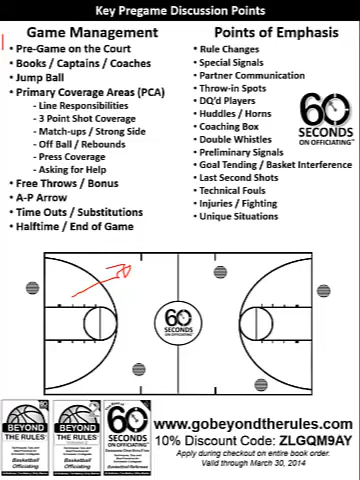 Key Pregame Discussion Points
Game Management
• Pre-Game on the Court
• Books / Captains / Coaches
• Jump Ball
• Primary Coverage Areas (PCA)
- Line Responsibilities
- 3 Point Shot Coverage
- Match-ups / Strong Side
- Off Ball / Rebounds
- Press Coverage
- Asking for Help
• Free Throws / Bonus
• A-P Arrow
• Time Outs / Substitutions
• Halftime / End of Game
Points of Emphasis
• Rule Changes
• Special Signals
• Partner Communication
• Throw-in Spots
• DQ'd Players
• Huddles / Horns
• Coaching Box
• Double Whistles
• Preliminary Signals
• Goal Tending / Basket Interference
• Last Second Shots
• Technical Fouls
• Injuries / Fighting
• Unique Situations
60
SECONDS
ON OFFICIATING
60
SECONDS
ON OFFICIATING
BEYOND
THE RULES
Basketball
Officiating
BEYOND
THE RULES
Basketball
Officiating
60
SECONDS
ON OFFICIATING
Basketball Referees
www.gobeyondtherules.com
10% Discount Code: ZLGQM9AY
Apply during checkout on entire book order.
Valid through March 30, 2014